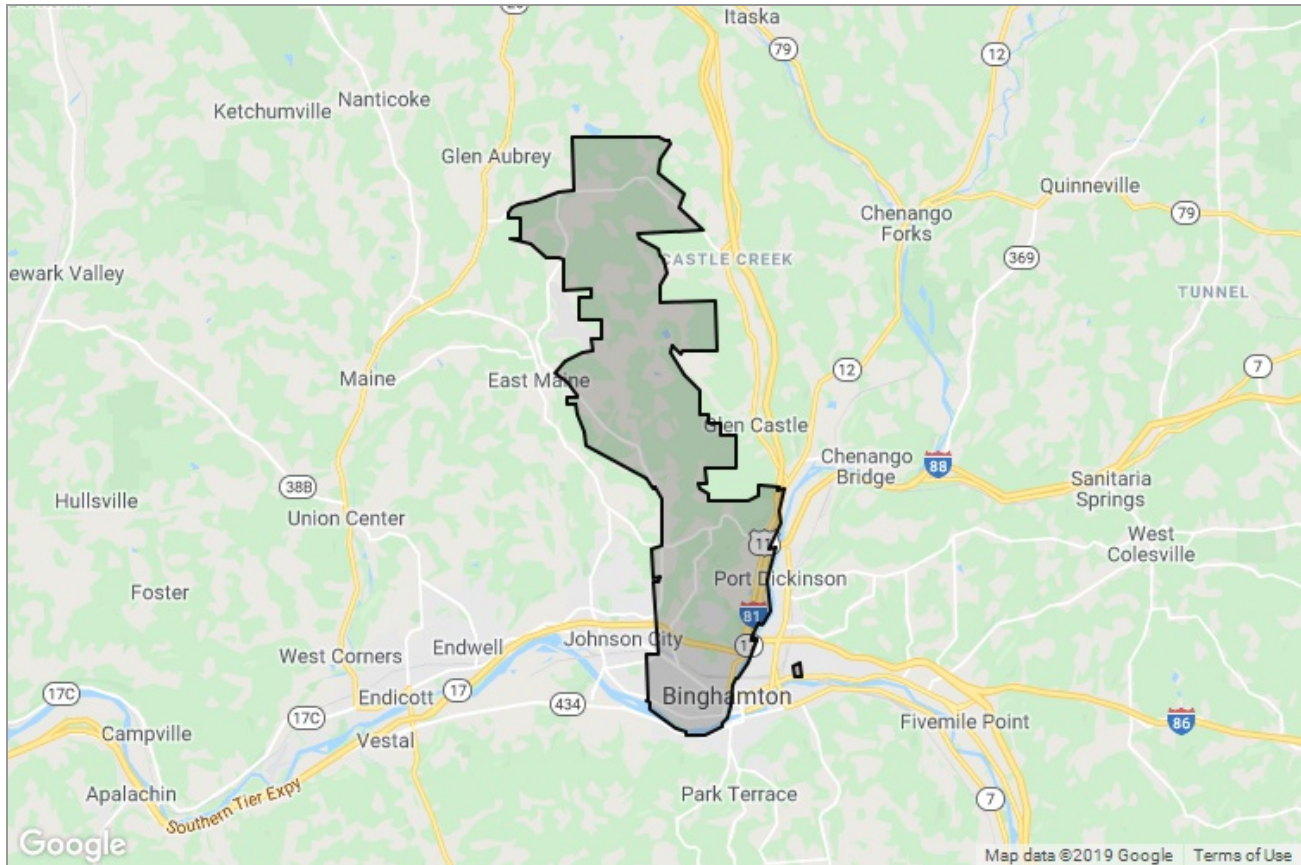 26
Itaska
79
12
Nanticoke
Ketchumville
Glen Aubrey
Quinneville
79
Chenango
Forks
369
CASTLE CREEK
ewark Valley
TUNNEL
7
12
Maine
East Maine
Glen Castle
Chenango
Bridge
88
Sanitaria
Springs
38B
Hullsville
Union Center
West
Colesville
11
Port Dickinson
Foster
81
Johnson City
Endwell
West Corners
17
Binghamton
Endicott
17
434
17C
17C
Fivemile Point
86
Campville
Vestal
Apalachin
Southern Tier Expy
Park Terrace
7
Google
Map data ©2019 Google
Terms of Use